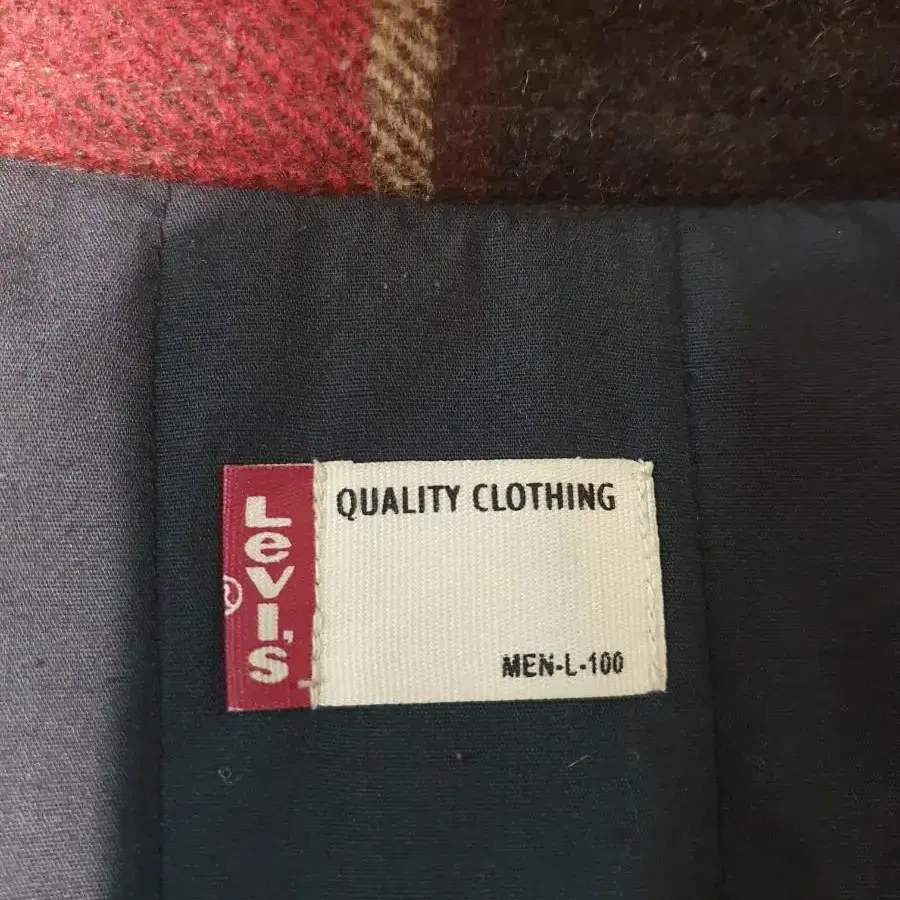 Levi's
®
QUALITY CLOTHING
MEN-L-100